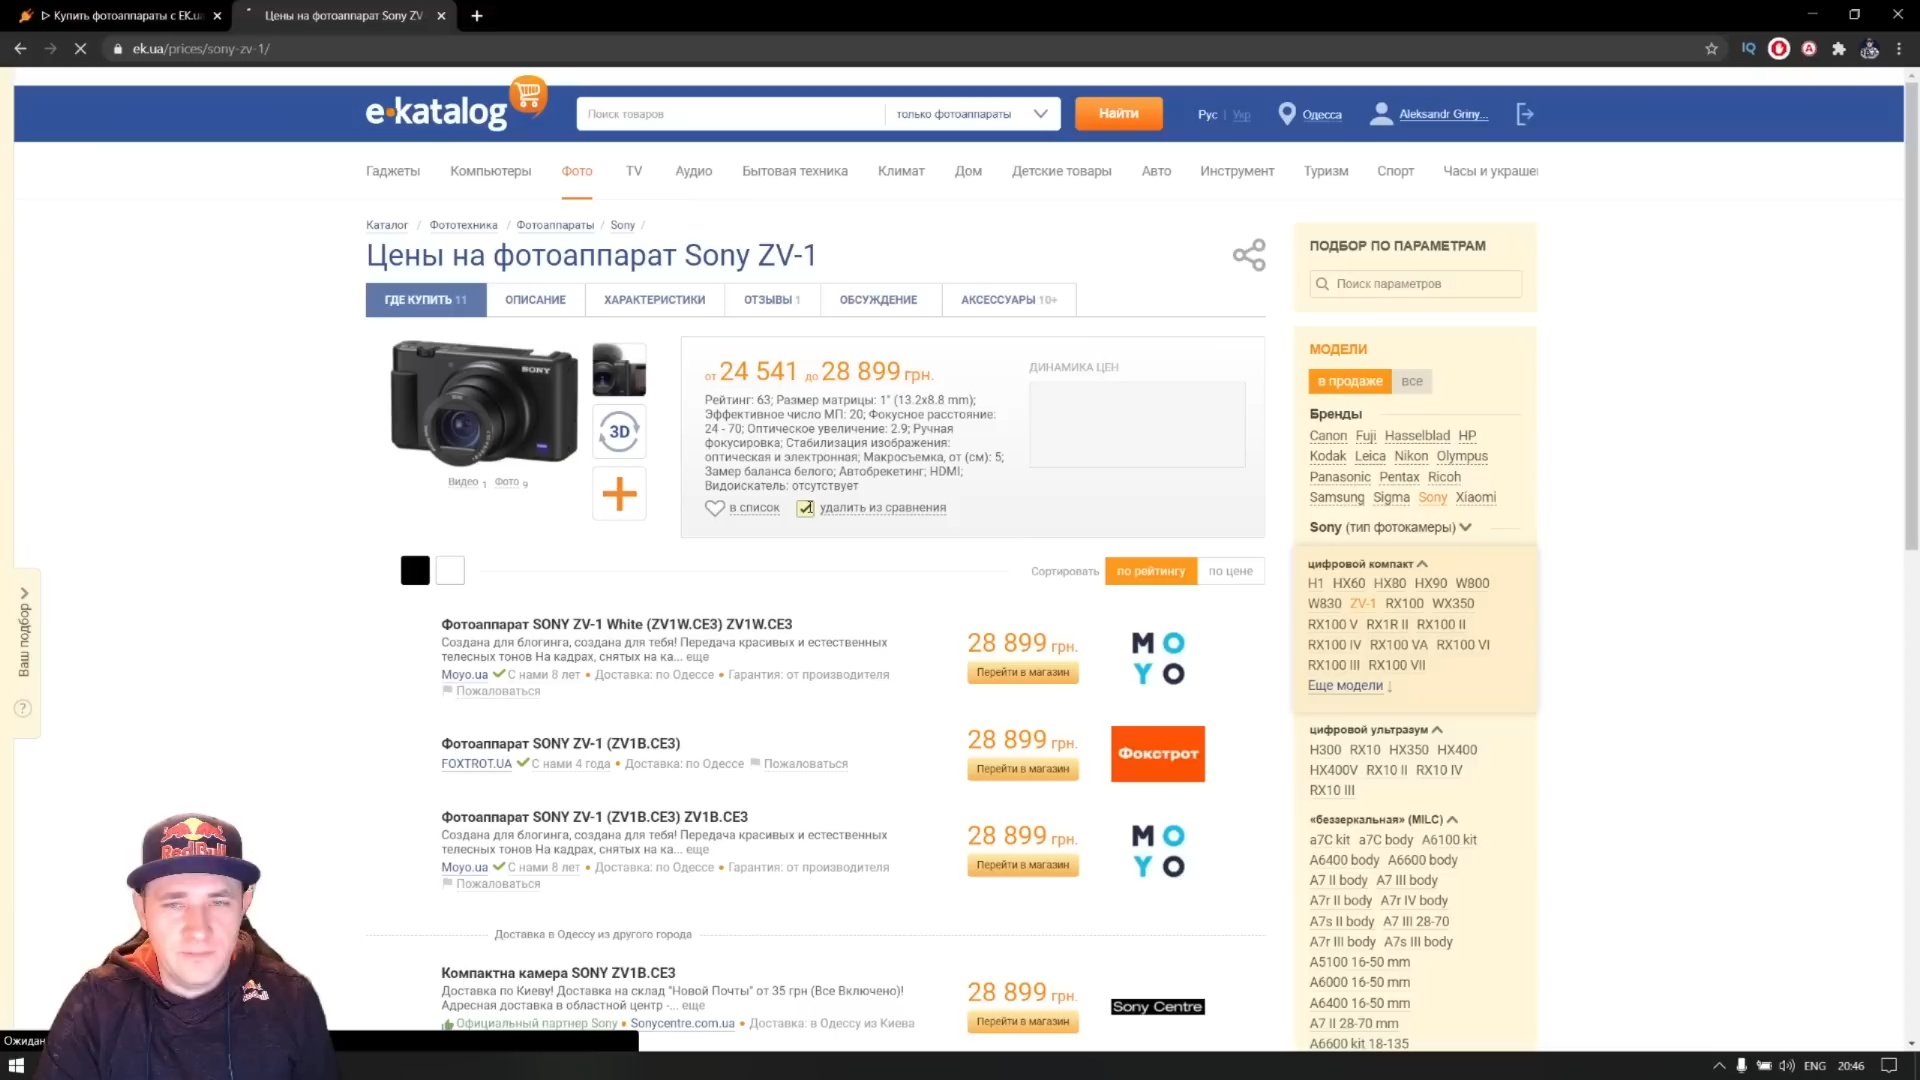 ▷ Купить фотоаппараты с EK.ua
Цены на фотоаппарат Sony ZV
ek.ua/prices/sony-zv-1/
IQ
e·katalog
Поиск товаров
только фотоаппараты
Найти
Рус | Укр
Одесса
Aleksandr Griny...
Гаджеты Компьютеры Фото TV Аудио Бытовая техника Климат Дом Детские товары Авто Инструмент Туризм Спорт Часы и украше
Каталог / Фототехника / Фотоаппараты / Sony /
Цены на фотоаппарат Sony ZV-1
ГДЕ КУПИТЬ 11 ОПИСАНИЕ ХАРАКТЕРИСТИКИ ОТЗЫВЫ 1 ОБСУЖДЕНИЕ АКСЕССУАРЫ 10+
SONY
3D
Видео 1 Фото 9
от 24 541 до 28 899 грн.
Рейтинг: 63; Размер матрицы: 1" (13.2x8.8 mm);
Эффективное число МП: 20; Фокусное расстояние:
24 - 70; Оптическое увеличение: 2.9; Ручная
фокусировка; Стабилизация изображения:
оптическая и электронная; Макросъемка, от (см): 5;
Замер баланса белого; Автобрекетинг; HDMI;
Видоискатель: отсутствует
в список
удалить из сравнения
ДИНАМИКА ЦЕН
Сортировать по рейтингу по цене
Фотоаппарат SONY ZV-1 White (ZV1W.CE3) ZV1W.CE3
Создана для блогинга, создана для тебя! Передача красивых и естественных
телесных тонов На кадрах, снятых на ка... еще
Moyo.ua С нами 8 лет • Доставка: по Одессе • Гарантия: от производителя
Пожаловаться
28 899 грн.
Перейти в магазин
MO
YO
Фотоаппарат SONY ZV-1 (ZV1B.CE3)
FOXTROT.UA С нами 4 года • Доставка: по Одессе Пожаловаться
28 899 грн.
Перейти в магазин
Фокстрот
Фотоаппарат SONY ZV-1 (ZV1B.CE3) ZV1B.CE3
Создана для блогинга, создана для тебя! Передача красивых и естественных
телесных тонов На кадрах, снятых на ка... еще
Moyo.ua С нами 8 лет • Доставка: по Одессе • Гарантия: от производителя
Пожаловаться
28 899 грн.
Перейти в магазин
MO
YO
Доставка в Одессу из другого города
Компактна камера SONY ZV1B.CE3
Доставка по Киеву! Доставка на склад "Новой Почты" от 35 грн (Все Включено)!
Адресная доставка в областной центр -... еще
Официальный партнер Sony • Sonycentre.com.ua • Доставка: в Одессу из Киева
28 899 грн.
Перейти в магазин
Sony Centre
ПОДБОР ПО ПАРАМЕТРАМ
Поиск параметров
МОДЕЛИ
в продаже все
Бренды
Canon Fuji Hasselblad HP
Kodak Leica Nikon Olympus
Panasonic Pentax Ricoh
Samsung Sigma Sony Xiaomi
Sony (тип фотокамеры)
цифровой компакт
H1 HX60 HX80 HX90 W800
W830 ZV-1 RX100 WX350
RX100 V RX1R II RX100 II
RX100 IV RX100 VA RX100 VI
RX100 III RX100 VII
Еще модели ↓
цифровой ультразум
H300 RX10 HX350 HX400
HX400V RX10 II RX10 IV
RX10 III
«беззеркальная» (MILC)
a7C kit a7C body A6100 kit
A6400 body A6600 body
A7 II body A7 III body
A7r II body A7r IV body
A7s II body A7 III 28-70
A7r III body A7s III body
A5100 16-50 mm
A6000 16-50 mm
A6400 16-50 mm
A7 II 28-70 mm
A6600 kit 18-135
Ваш подбор
?
Red Bull
Ожидан
ENG 20:46